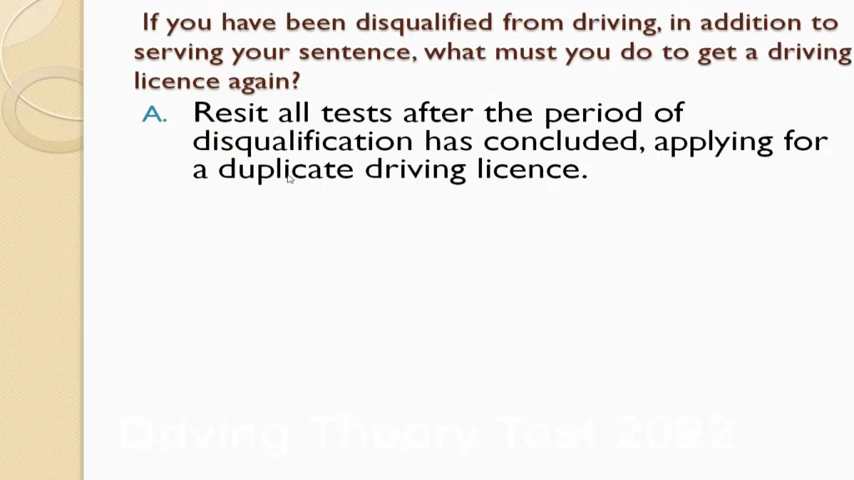 If you have been disqualified from driving, in addition to
serving your sentence, what must you do to get a driving
licence again?
A. Resit all tests after the period of
disqualification has concluded, applying for
a duplicate driving licence.
Driving Theory Test 2022